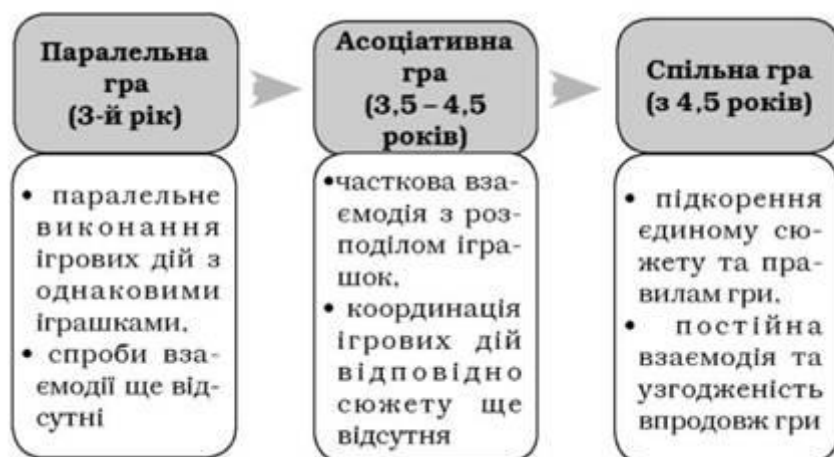 Паралельна
гра
(3-й рік)
• паралельне
виконання
ігрових дій з
однаковими
іграшками,
• спроби вза-
ємодії ще від-
сутні
Асоціативна
гра
(3,5 – 4,5
років)
•часткова вза-
ємодія з роз-
поділом ігра-
шок,
• координація
ігрових дій
відповідно
сюжету ще
відсутня
Спільна гра
(з 4,5 років)
• підкорення
єдиному сю-
жету та пра-
вилам гри,
• постійна
взаємодія та
узгодженість
впродовж гри